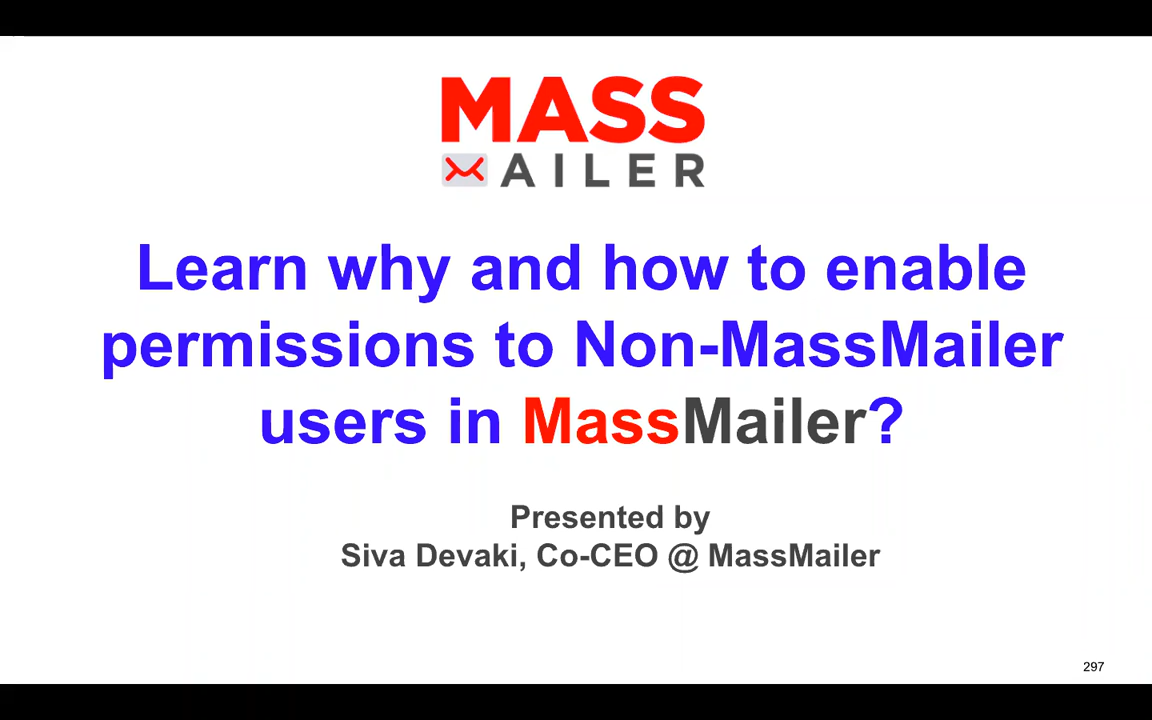 MASS
MAILER
Learn why and how to enable
permissions to Non-MassMailer
users in MassMailer?
Presented by
Siva Devaki, Co-CEO @ MassMailer
297